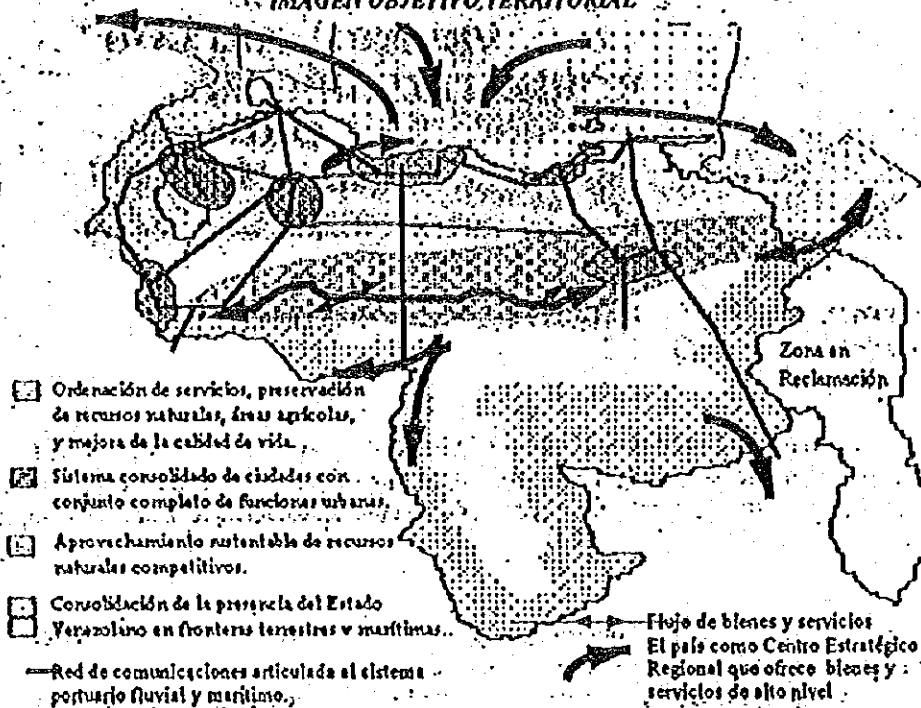 IMAGEN OBJETIVO TERRITORIAL
Zona en
Reclamación
Ordenación de servicios, preservación
de recursos naturales, áreas agrícolas,
y mejora de la calidad de vida.
Sistema consolidado de ciudades con
conjunto completo de funciones urbanas.
Aprovechamiento sustentable de recursos
naturales competitivos.
Consolidación de la presencia del Estado
Venezolano en fronteras terrestres y marítimas.
Red de comunicaciones articulada al sistema
portuario fluvial y marítimo.
Flujo de bienes y servicios
El país como Centro Estratégico
Regional que ofrece bienes y
servicios de alto nivel